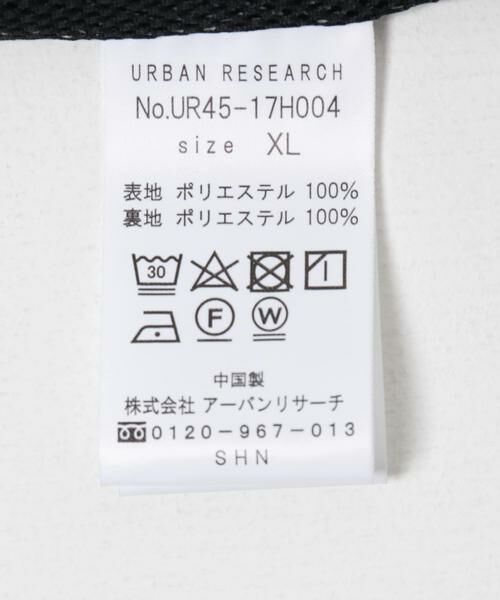 URBAN RESEARCH
No.UR45-17H004
size XL
表地 ポリエステル 100%
裏地 ポリエステル 100%
30
F W
中国製
株式会社 アーバンリサーチ
0120-967-013
SHN